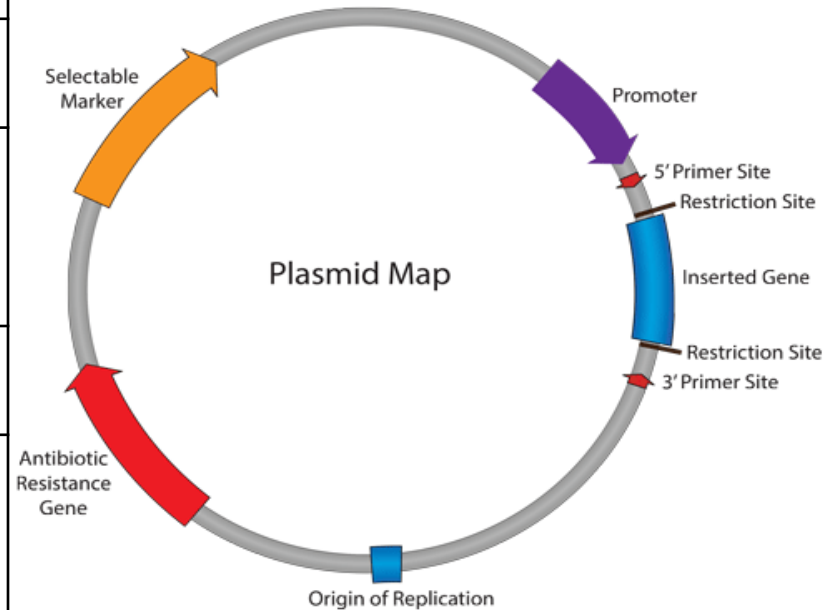 Selectable
Marker
Promoter
5' Primer Site
Restriction Site
Plasmid Map
Inserted Gene
Restriction Site
3' Primer Site
Antibiotic
Resistance
Gene
Origin of Replication